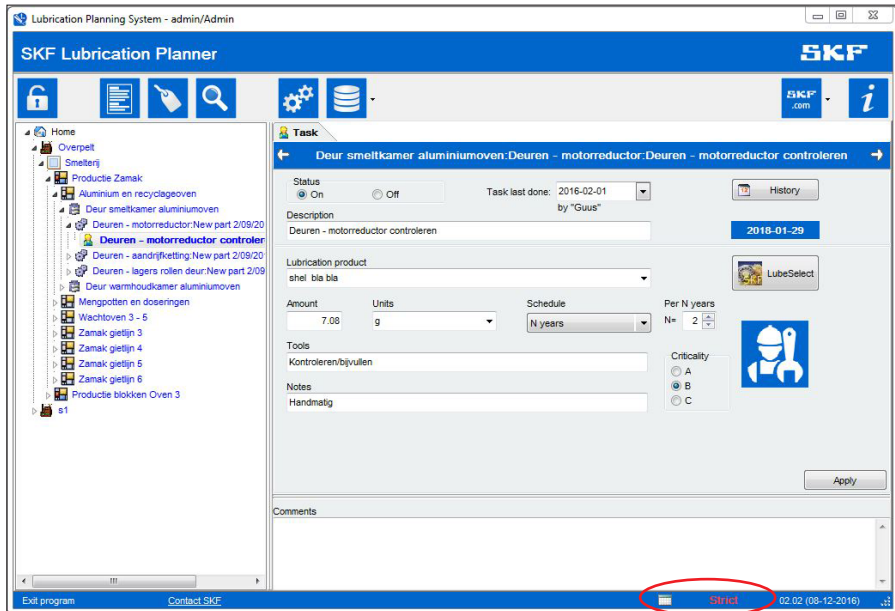 Lubrication Planning System - admin/Admin
SKF Lubrication Planner
SKF
SKF
.com
i
Home
Overpelt
Smelterij
Productie Zamak
Aluminium en recyclageoven
Deur smeltkamer aluminiumoven
Deuren - motorreductor:New part 2/09/20
Deuren - motorreductor controler
Deuren - aandrijfketting:New part 2/09/20
Deuren - lagers rollen deur:New part 2/09
Deur warmhoudkamer aluminiumoven
Mengpotten en doseringen
Wachtoven 3 - 5
Zamak gietlijn 3
Zamak gietlijn 4
Zamak gietlijn 5
Zamak gietlijn 6
Productie blokken Oven 3
s1
Task
Deur smeltkamer aluminiumoven:Deuren - motorreductor:Deuren - motorreductor controleren
Status
On Off
Task last done: 2016-02-01
by "Guus"
12 History
Description
Deuren - motorreductor controleren
2018-01-29
Lubrication product
shel bla bla
LubeSelect
Amount Units Schedule Per N years
7.08 g N years N= 2
Tools
Kontroleren/bijvullen
Criticality
A
B
C
Notes
Handmatig
Apply
Comments
Exit program Contact SKF Strict 02.02 (08-12-2016)